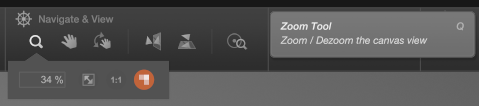 Navigate & View
Zoom Tool Q
Zoom / Dezoom the canvas view
34 % 1:1